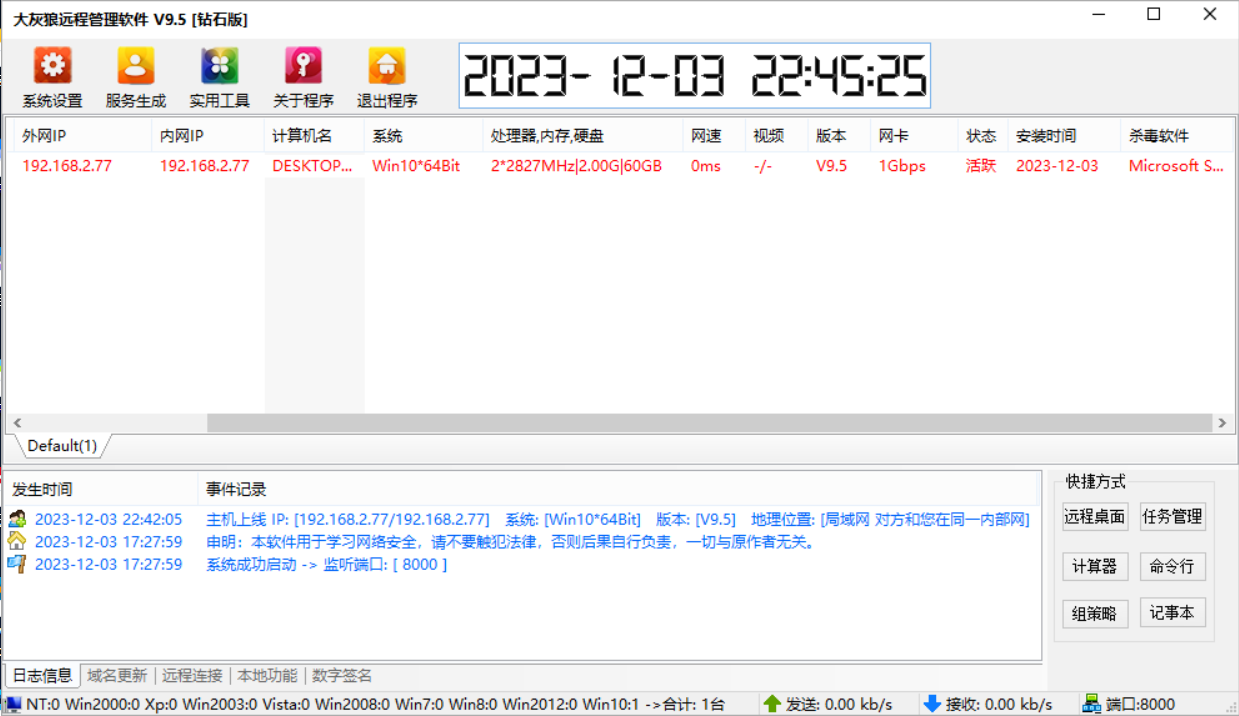 大灰狼远程管理软件 V9.5 [钻石版]
系统设置 服务生成 实用工具 关于程序 退出程序 2023-12-03 22:45:25
外网IP 内网IP 计算机名 系统 处理器,内存,硬盘 网速 视频 版本 网卡 状态 安装时间 杀毒软件
192.168.2.77 192.168.2.77 DESKTOP... Win10*64Bit 2*2827MHz|2.00G|60GB 0ms -/- V9.5 1Gbps 活跃 2023-12-03 Microsoft S...
Default(1)
发生时间 事件记录
2023-12-03 22:42:05 主机上线 IP: [192.168.2.77/192.168.2.77] 系统: [Win10*64Bit] 版本: [V9.5] 地理位置: [局域网 对方和您在同一内部网]
2023-12-03 17:27:59 申明：本软件用于学习网络安全，请不要触犯法律，否则后果自行负责，一切与原作者无关。
2023-12-03 17:27:59 系统成功启动 -> 监听端口: [ 8000 ]
快捷方式
远程桌面 任务管理
计算器 命令行
组策略 记事本
日志信息 域名更新 远程连接 本地功能 数字签名
NT:0 Win2000:0 Xp:0 Win2003:0 Vista:0 Win2008:0 Win7:0 Win8:0 Win2012:0 Win10:1 ->合计: 1台 发送: 0.00 kb/s 接收: 0.00 kb/s 端口:8000